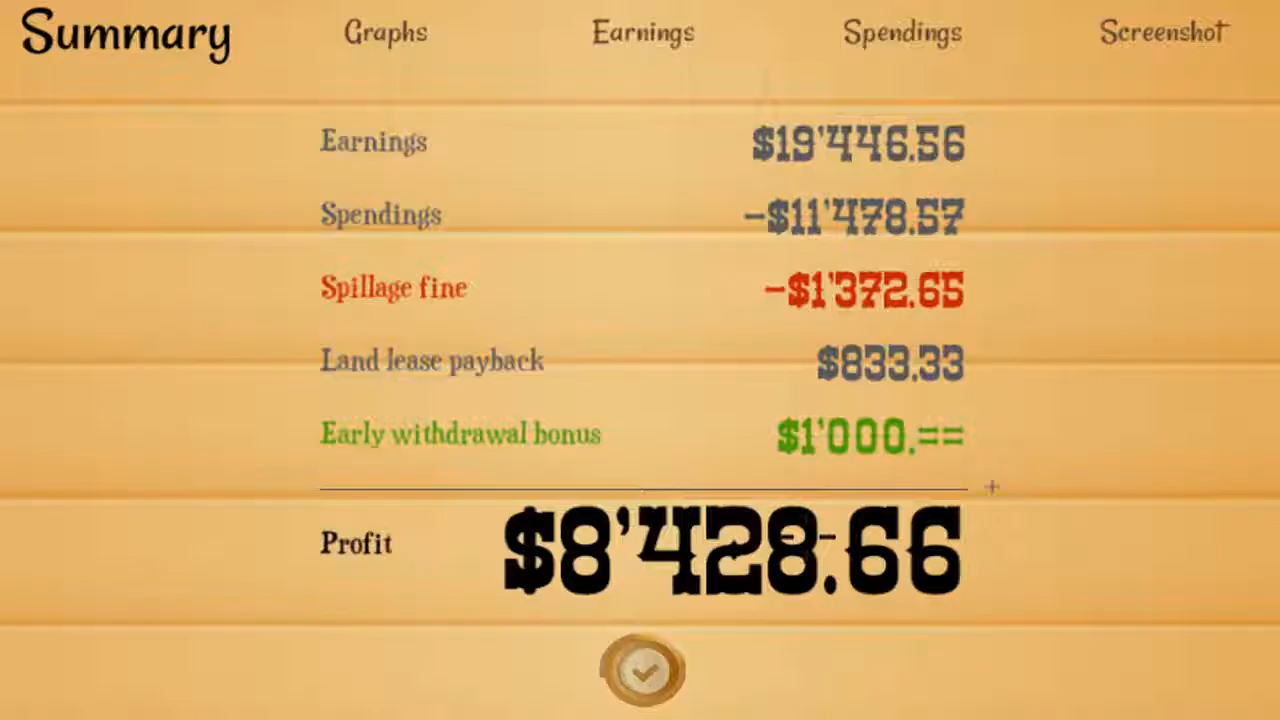 Summary Graphs Earnings Spendings Screenshot
Earnings $19'446.56
Spendings -$11'478.57
Spillage fine -$1'372.65
Land lease payback $833.33
Early withdrawal bonus $1'000.==
+
Profit $8'428.66